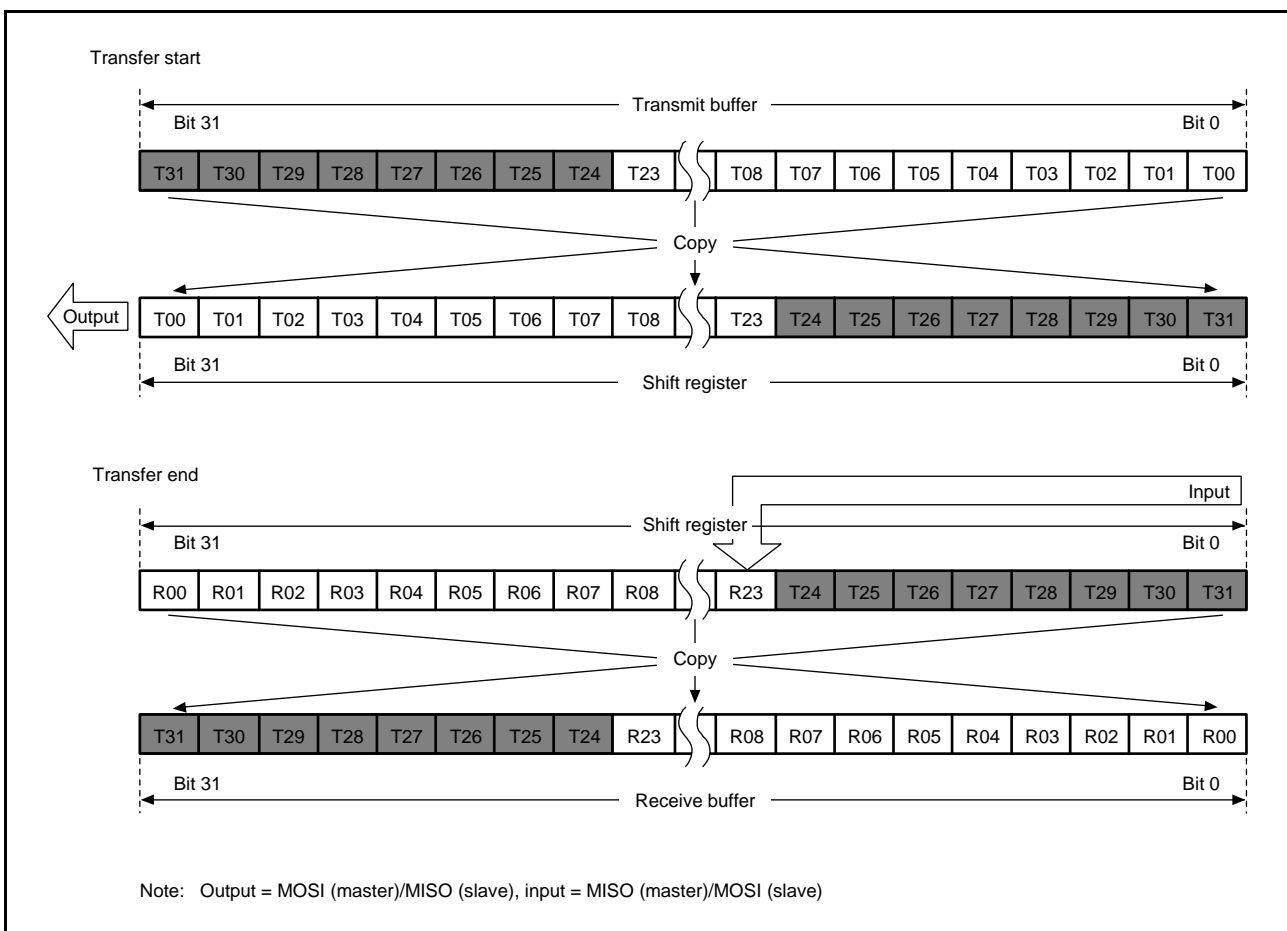 Transfer start
Transmit buffer
Bit 31 Bit 0
T31 T30 T29 T28 T27 T26 T25 T24 T23 T08 T07 T06 T05 T04 T03 T02 T01 T00
Copy
Output T00 T01 T02 T03 T04 T05 T06 T07 T08 T23 T24 T25 T26 T27 T28 T29 T30 T31
Bit 31 Bit 0
Shift register
Transfer end
Input
Shift register
Bit 31 Bit 0
R00 R01 R02 R03 R04 R05 R06 R07 R08 R23 T24 T25 T26 T27 T28 T29 T30 T31
Copy
T31 T30 T29 T28 T27 T26 T25 T24 R23 R08 R07 R06 R05 R04 R03 R02 R01 R00
Bit 31 Bit 0
Receive buffer
Note: Output = MOSI (master)/MISO (slave), input = MISO (master)/MOSI (slave)